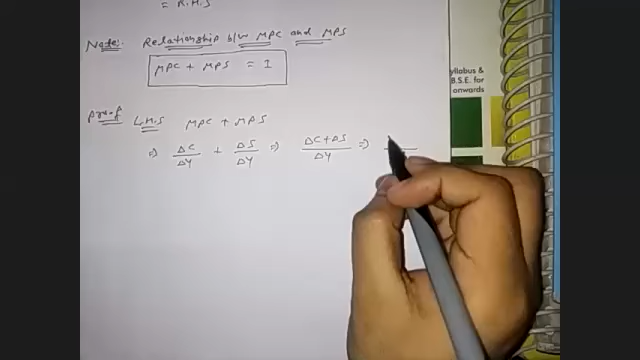 = R.H.S
Note:- Relationship b/w MPC and MPS
MPC + MPS = 1
Proof L.H.S MPC + MPS
⇒ ΔC/ΔY + ΔS/ΔY ⇒ ΔC+ΔS/ΔY ⇒
yllabus &
B.S.E. for
onwards